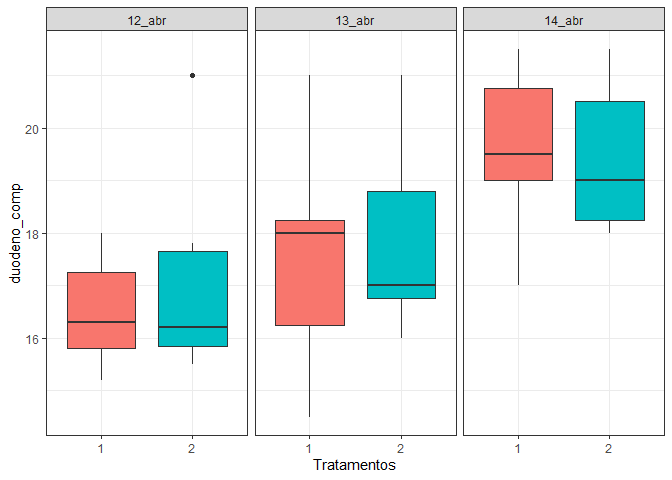 12_abr 13_abr 14_abr
duodeno_comp
20
18
16
1 2 1 2 1 2
Tratamentos